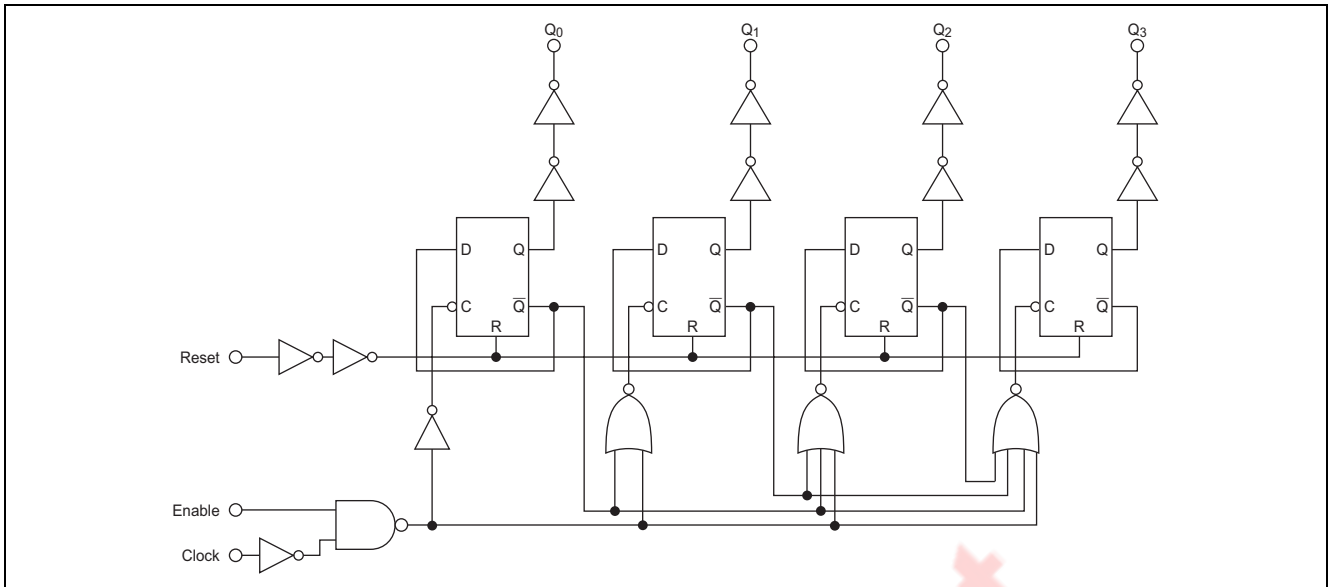 Q0 Q1 Q2 Q3
D Q D Q D Q D Q
C Q̅ C Q̅ C Q̅ C Q̅
R R R R
Reset
Enable
Clock